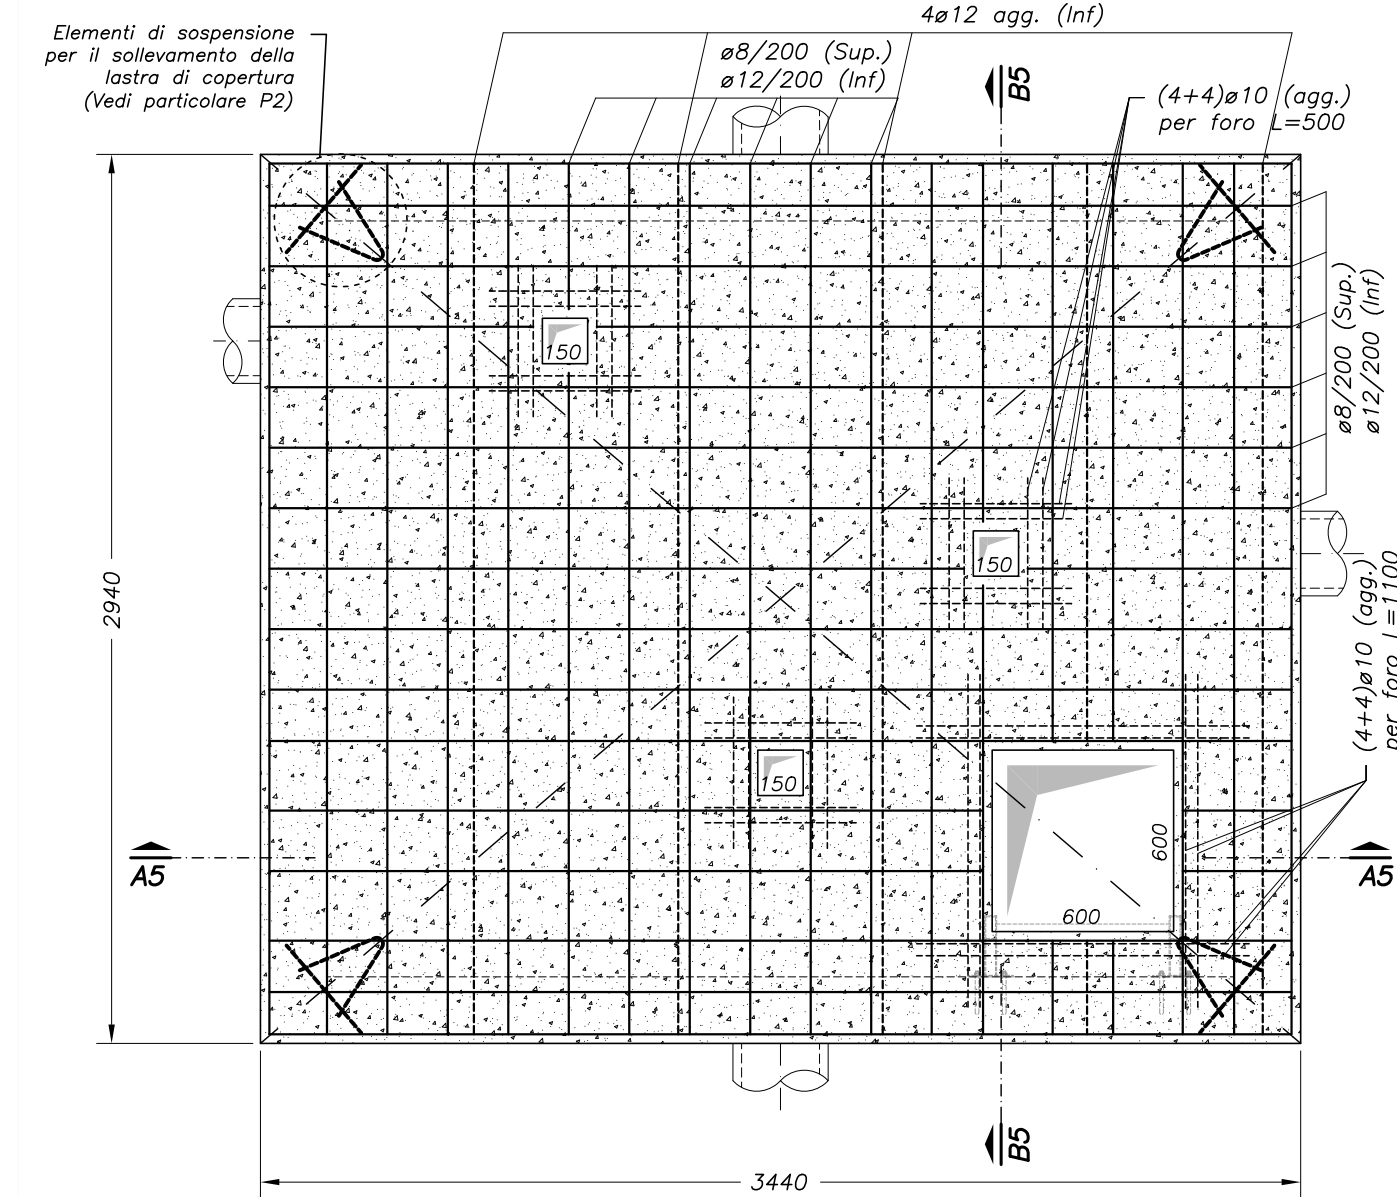 4ø12 agg. (Inf)
Elementi di sospensione
per il sollevamento della
lastra di copertura
(Vedi particolare P2)
ø8/200 (Sup.)
ø12/200 (Inf)
B5
(4+4)ø10 (agg.)
per foro L=500
ø8/200 (Sup.)
ø12/200 (Inf)
150
150
2940
(4+4)ø10 (agg.)
per foro L=1100
150
600
600
A5
A5
B5
3440